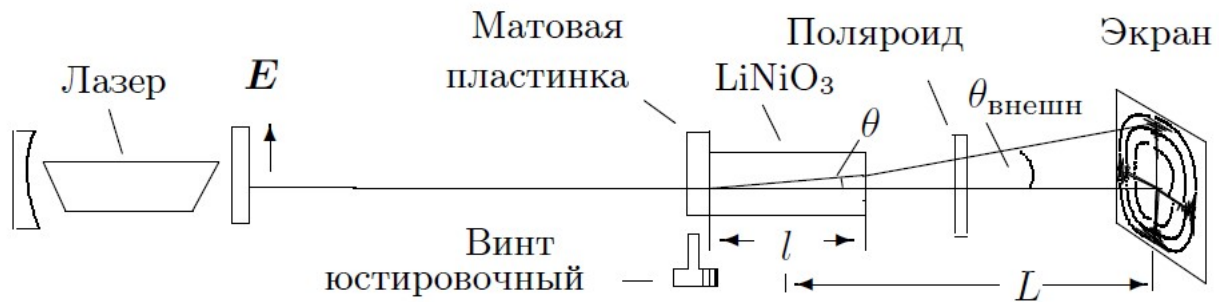 Лазер
E
Матовая
пластинка
LiNiO₃
Поляроид
Экран
θ
θвнешн
Винт
юстировочный
l
L